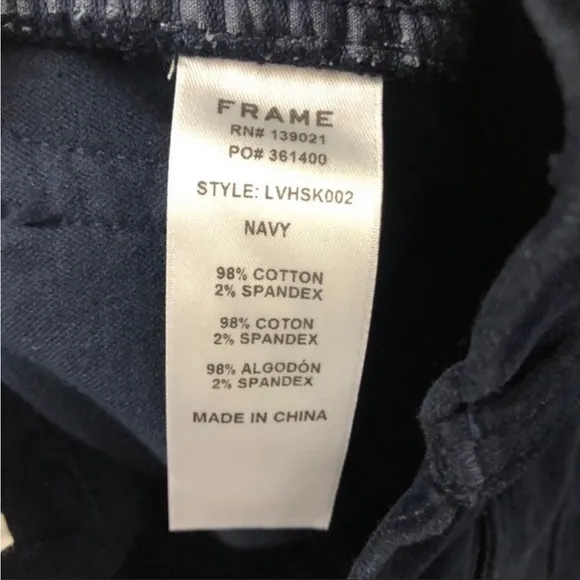 FRAME
RN# 139021
PO# 361400
STYLE: LVHSK002
NAVY
98% COTTON
2% SPANDEX
98% COTON
2% SPANDEX
98% ALGODÓN
2% SPANDEX
MADE IN CHINA